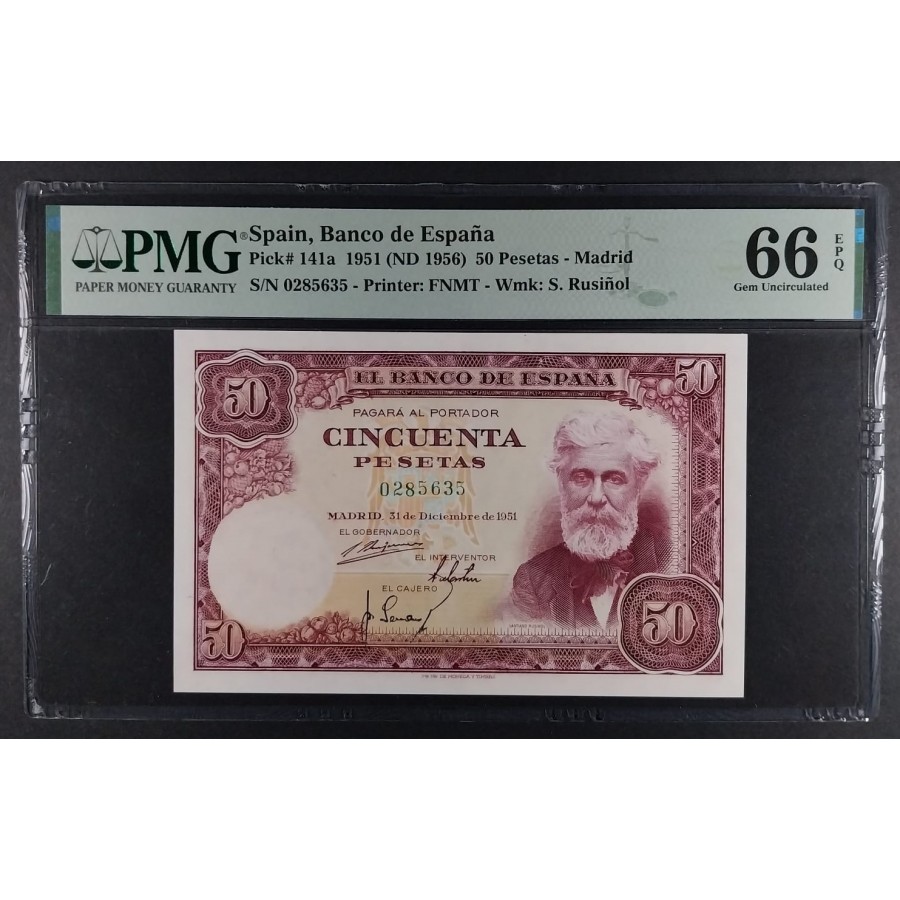 PMG®
PAPER MONEY GUARANTY
Spain, Banco de España
Pick# 141a 1951 (ND 1956) 50 Pesetas - Madrid
S/N 0285635 - Printer: FNMT - Wmk: S. Rusiñol
66 EPQ
Gem Uncirculated
50
EL BANCO DE ESPAÑA
50
PAGARÁ AL PORTADOR
CINCUENTA
PESETAS
0285635
MADRID, 31 de Diciembre de 1951
EL GOBERNADOR
EL INTERVENTOR
EL CAJERO
50
50